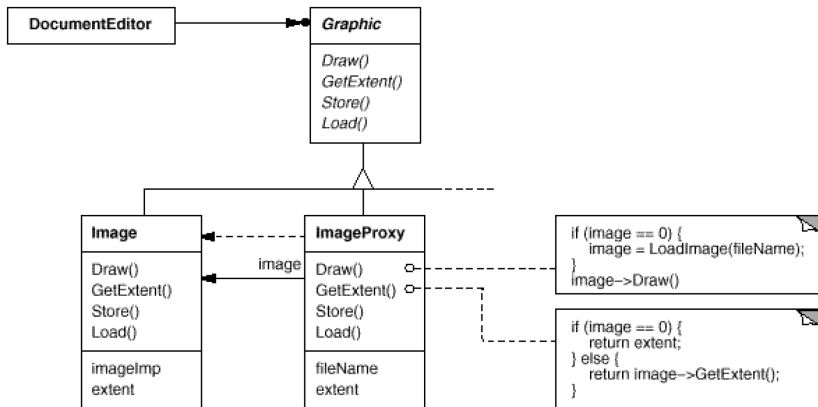 DocumentEditor
Graphic
Draw()
GetExtent()
Store()
Load()
Image
Draw()
GetExtent()
Store()
Load()
imageImp
extent
image
ImageProxy
Draw()
GetExtent()
Store()
Load()
fileName
extent
if (image == 0) {
image = LoadImage(fileName);
}
image->Draw()
if (image == 0) {
return extent;
} else {
return image->GetExtent();
}